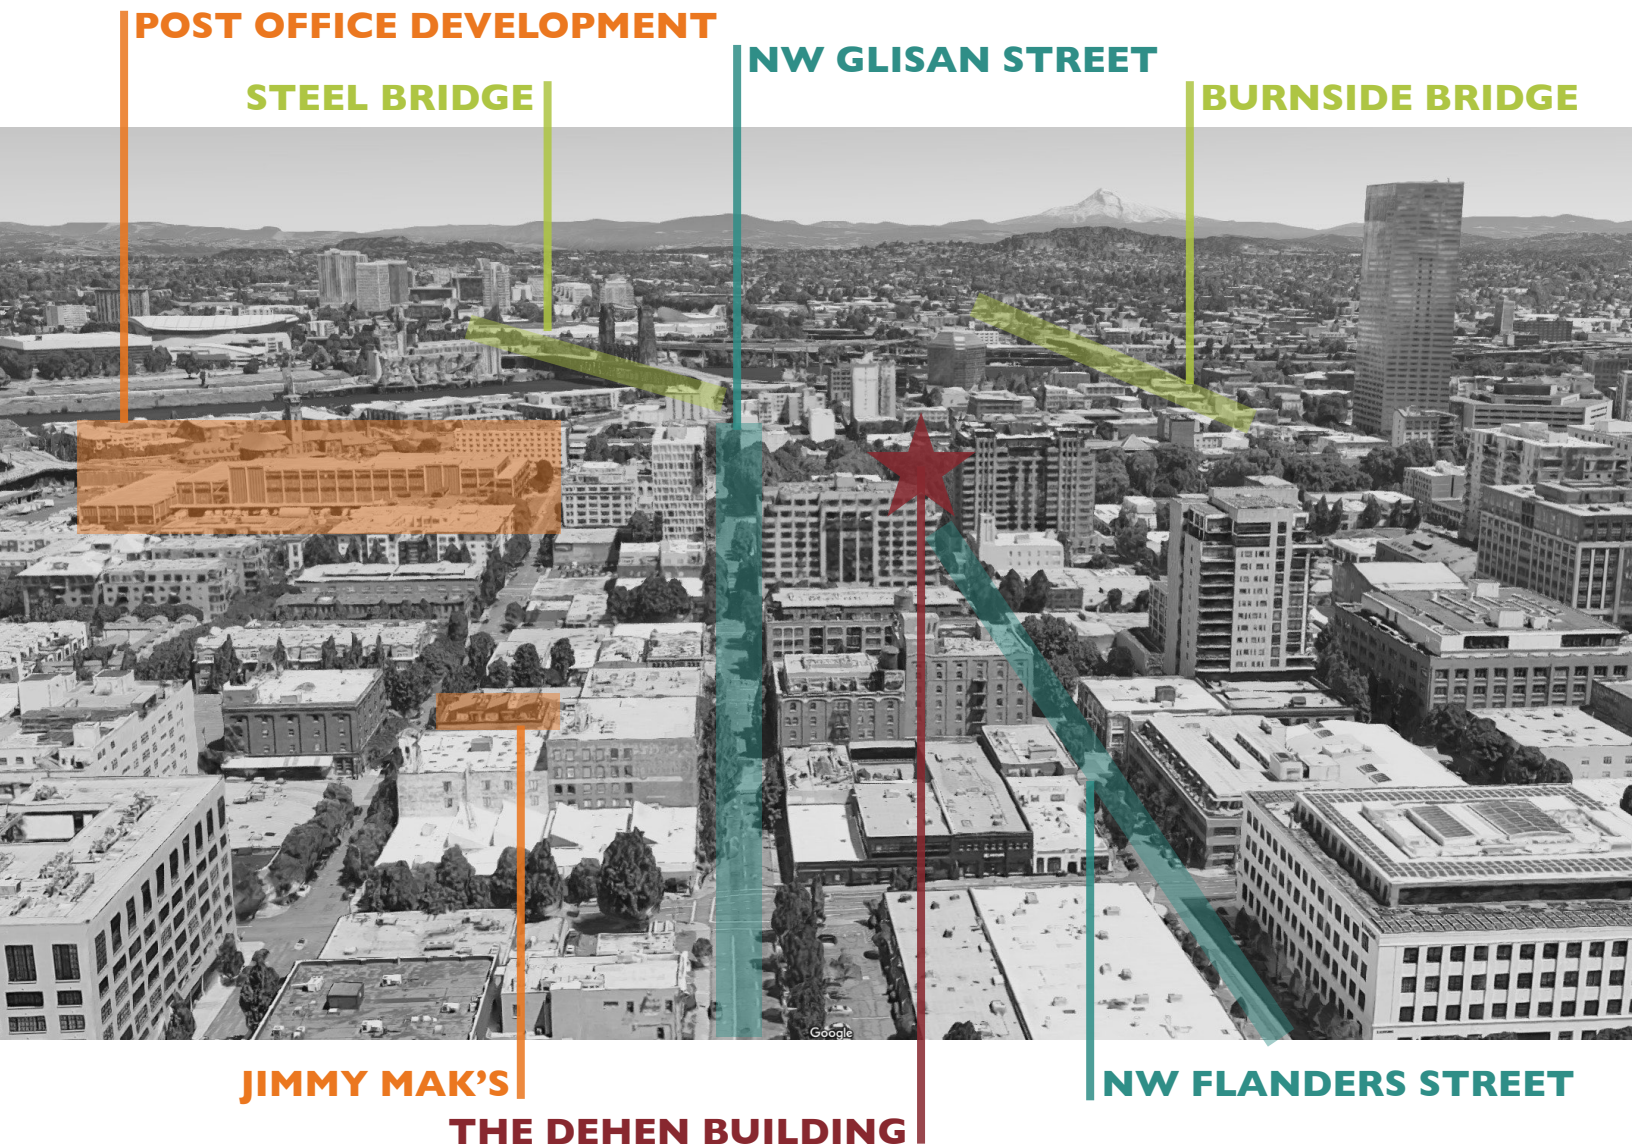 POST OFFICE DEVELOPMENT
NW GLISAN STREET
STEEL BRIDGE
BURNSIDE BRIDGE
Google
JIMMY MAK'S
NW FLANDERS STREET
THE DEHEN BUILDING